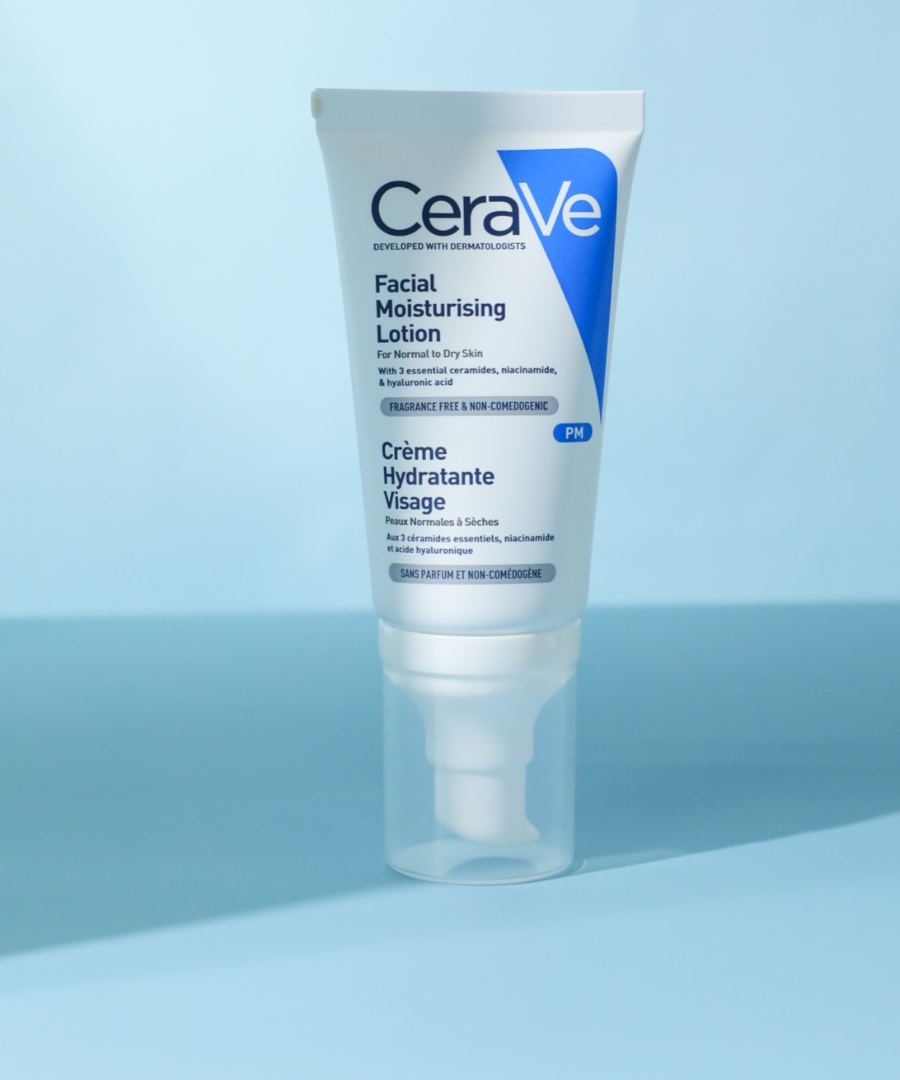 CeraVe
DEVELOPED WITH DERMATOLOGISTS
Facial
Moisturising
Lotion
For Normal to Dry Skin
With 3 essential ceramides, niacinamide,
& hyaluronic acid
FRAGRANCE FREE & NON-COMEDOGENIC
PM
Crème
Hydratante
Visage
Peaux Normales à Sèches
Aux 3 céramides essentiels, niacinamide
et acide hyaluronique
SANS PARFUM ET NON-COMÉDOGÈNE